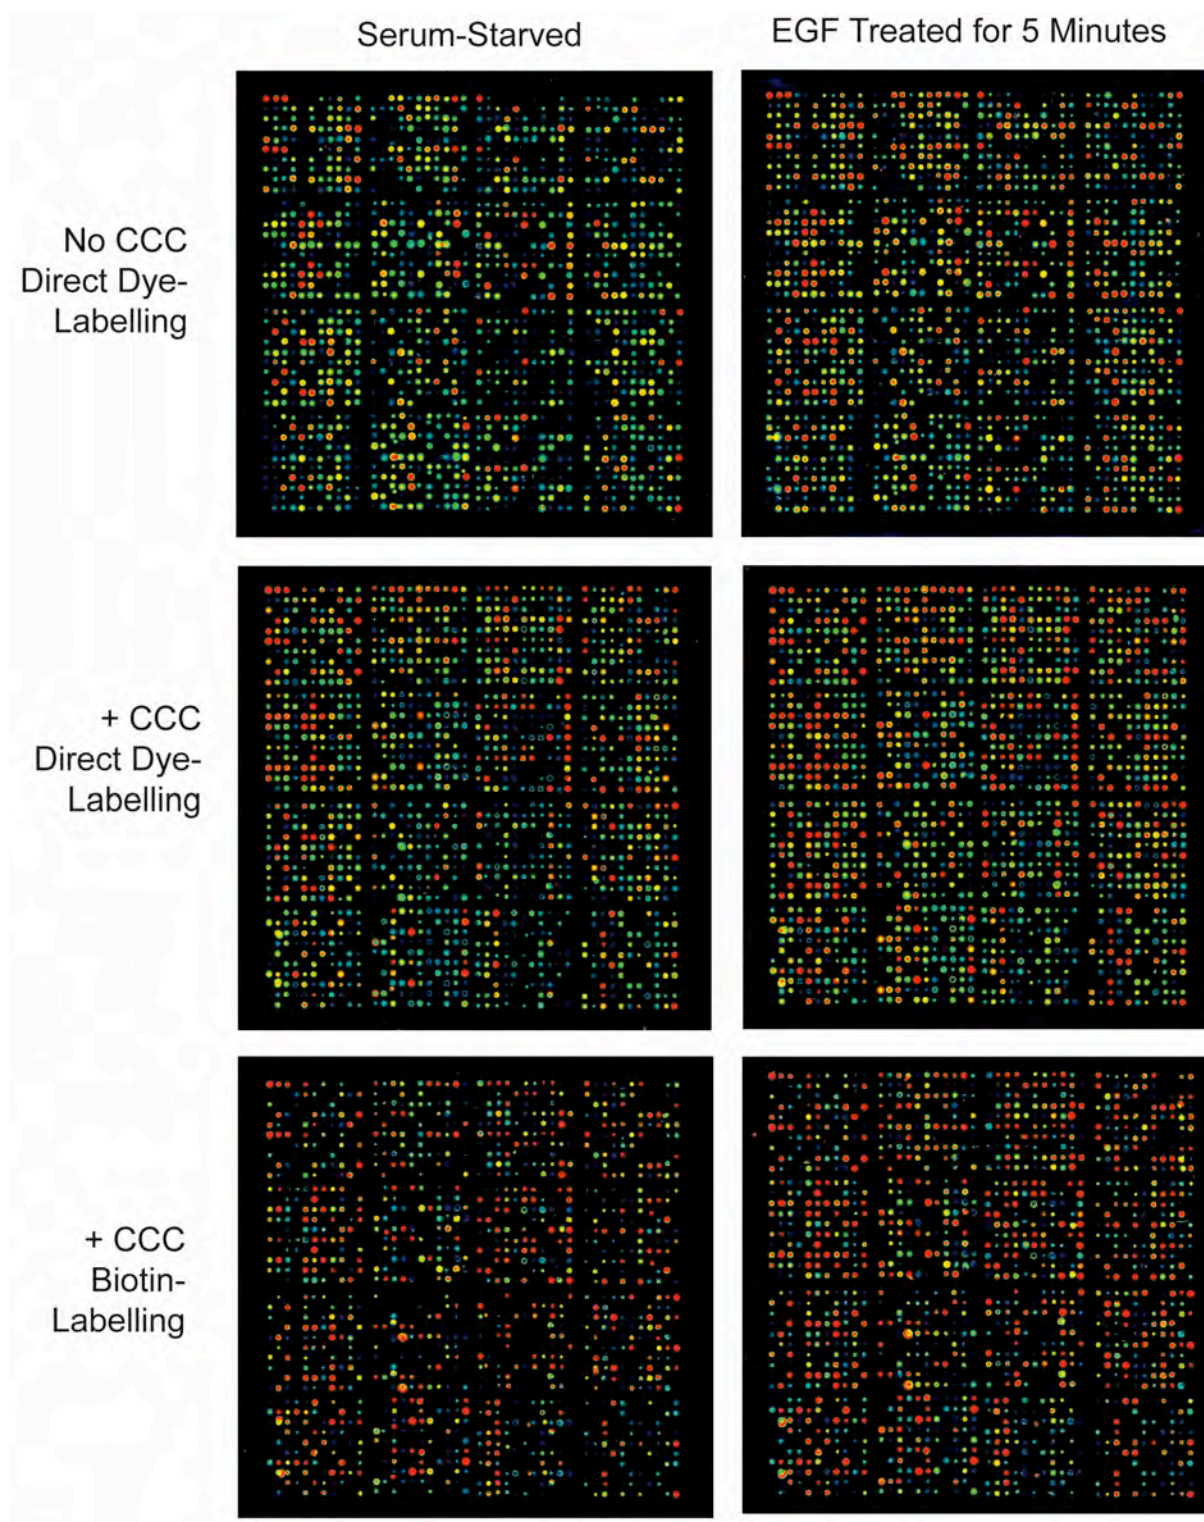 Serum-Starved
EGF Treated for 5 Minutes
No CCC
Direct Dye-
Labelling
+ CCC
Direct Dye-
Labelling
+ CCC
Biotin-
Labelling